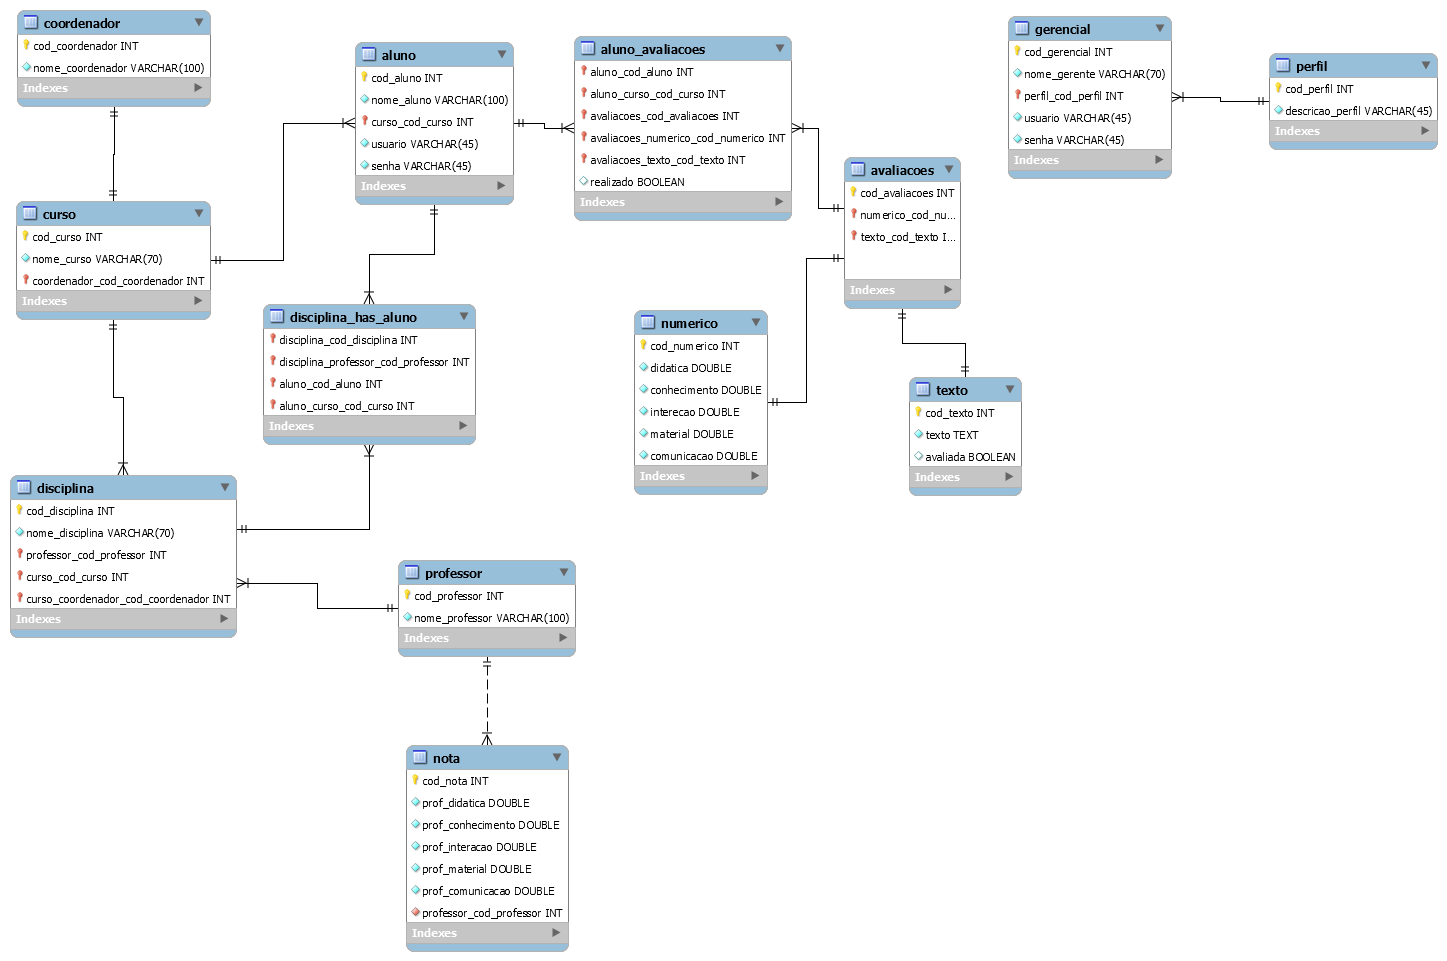 coordenador
cod_coordenador INT
nome_coordenador VARCHAR(100)
Indexes
aluno
cod_aluno INT
nome_aluno VARCHAR(100)
curso_cod_curso INT
usuario VARCHAR(45)
senha VARCHAR(45)
Indexes
aluno_avaliacoes
aluno_cod_aluno INT
aluno_curso_cod_curso INT
avaliacoes_cod_avaliacoes INT
avaliacoes_numerico_cod_numerico INT
avaliacoes_texto_cod_texto INT
realizado BOOLEAN
Indexes
gerencial
cod_gerencial INT
nome_gerente VARCHAR(70)
perfil_cod_perfil INT
usuario VARCHAR(45)
senha VARCHAR(45)
Indexes
perfil
cod_perfil INT
descricao_perfil VARCHAR(45)
Indexes
avaliacoes
cod_avaliacoes INT
numerico_cod_nu...
texto_cod_texto I...
Indexes
curso
cod_curso INT
nome_curso VARCHAR(70)
coordenador_cod_coordenador INT
Indexes
disciplina_has_aluno
disciplina_cod_disciplina INT
disciplina_professor_cod_professor INT
aluno_cod_aluno INT
aluno_curso_cod_curso INT
Indexes
numerico
cod_numerico INT
didatica DOUBLE
conhecimento DOUBLE
interecao DOUBLE
material DOUBLE
comunicacao DOUBLE
Indexes
texto
cod_texto INT
texto TEXT
avaliada BOOLEAN
Indexes
disciplina
cod_disciplina INT
nome_disciplina VARCHAR(70)
professor_cod_professor INT
curso_cod_curso INT
curso_coordenador_cod_coordenador INT
Indexes
professor
cod_professor INT
nome_professor VARCHAR(100)
Indexes
nota
cod_nota INT
prof_didatica DOUBLE
prof_conhecimento DOUBLE
prof_interacao DOUBLE
prof_material DOUBLE
prof_comunicacao DOUBLE
professor_cod_professor INT
Indexes